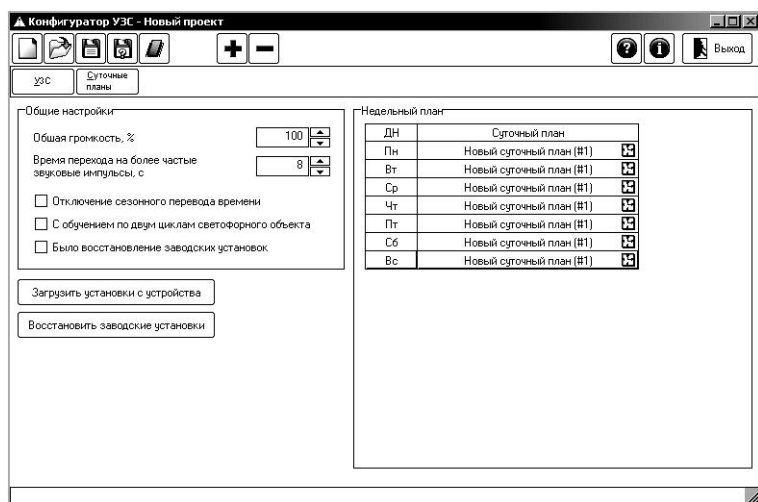 Конфигуратор УЗС - Новый проект
Выход
УЗС
Суточные
планы
Общие настройки
Общая громкость, %
100
Время перехода на более частые
звуковые импульсы, с
8
Отключение сезонного перевода времени
С обучением по двум циклам светофорного объекта
Было восстановление заводских установок
Загрузить установки с устройства
Восстановить заводские установки
Недельный план
ДН Суточный план
Пн Новый суточный план (#1)
Вт Новый суточный план (#1)
Ср Новый суточный план (#1)
Чт Новый суточный план (#1)
Пт Новый суточный план (#1)
Сб Новый суточный план (#1)
Вс Новый суточный план (#1)